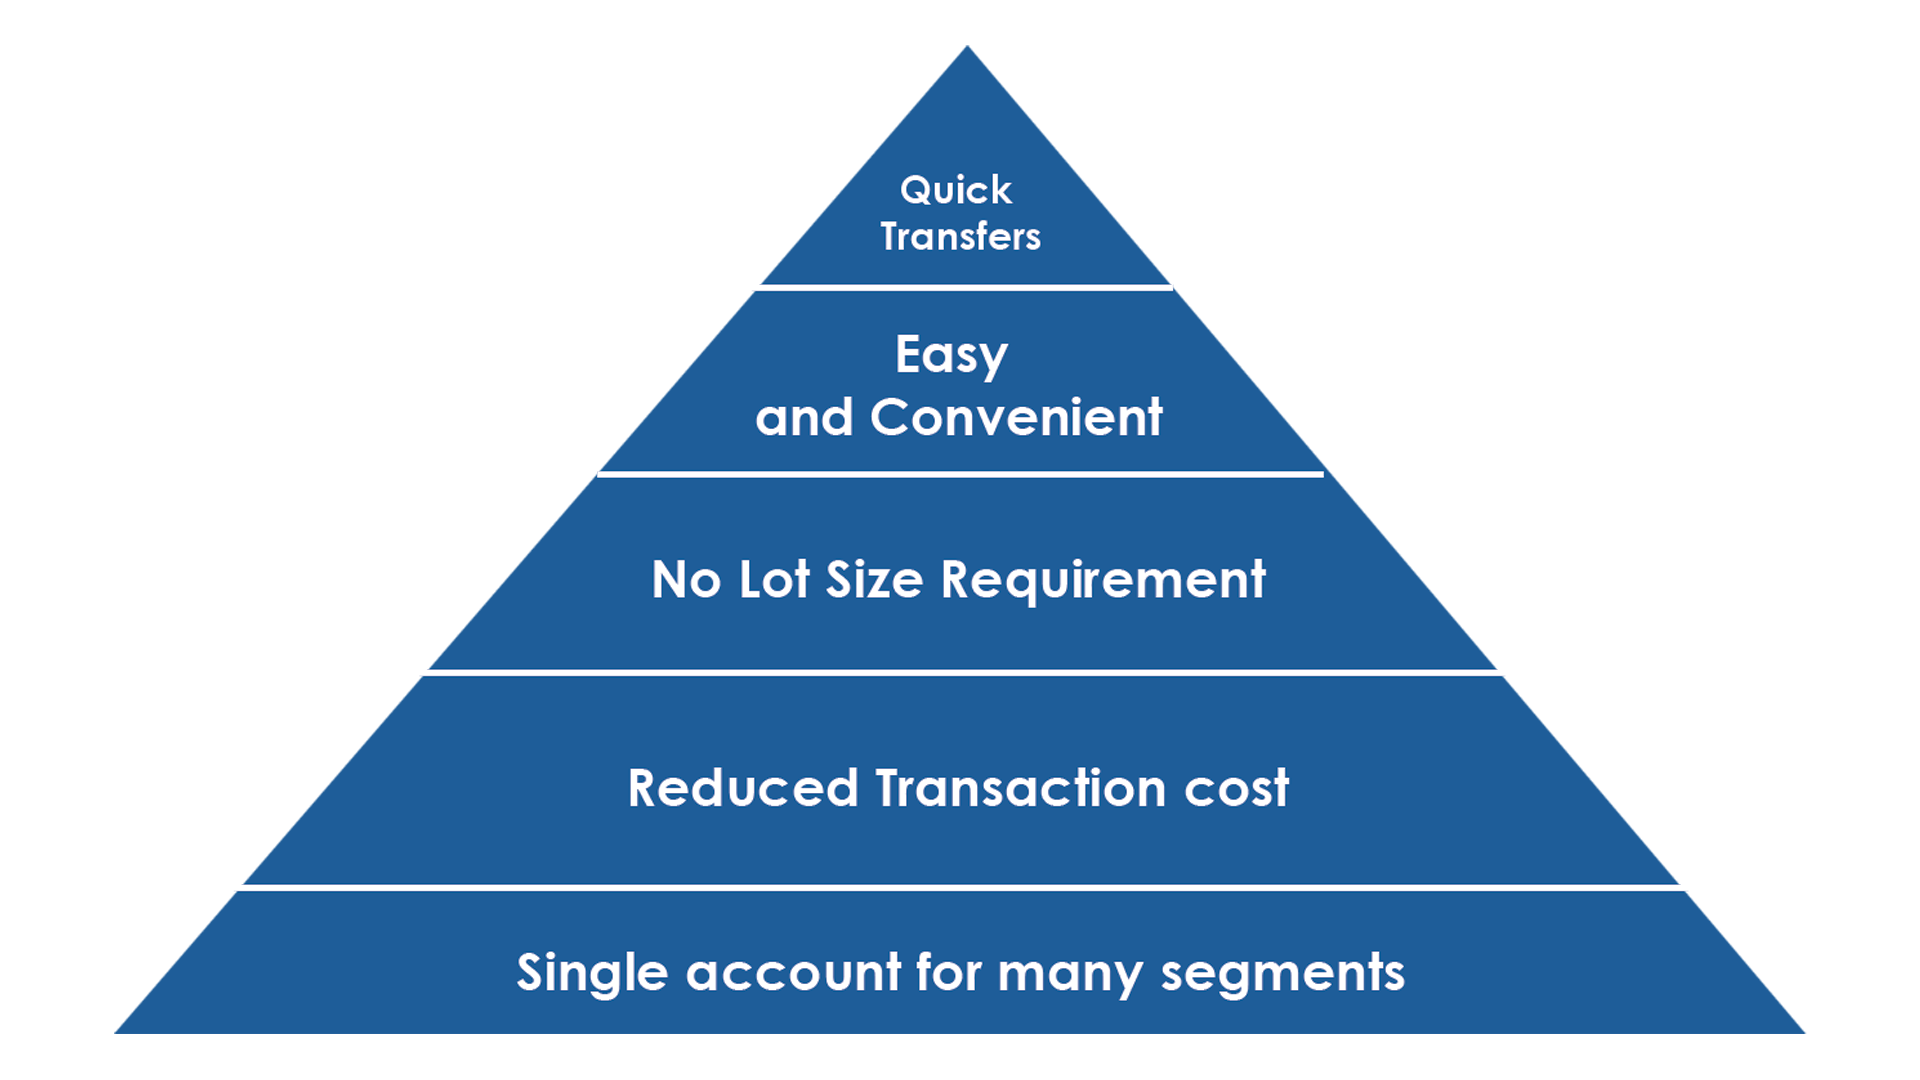 Quick
Transfers
Easy
and Convenient
No Lot Size Requirement
Reduced Transaction cost
Single account for many segments